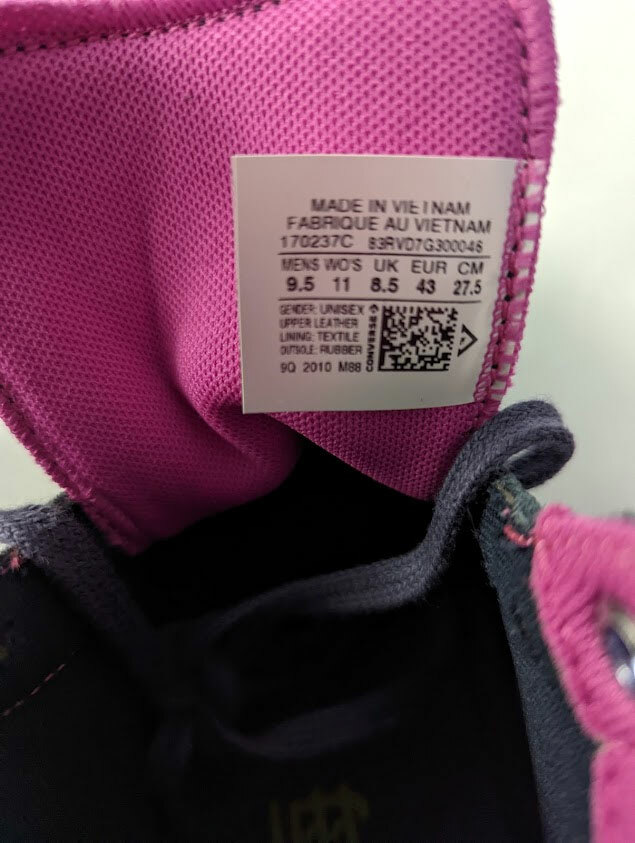 MADE IN VIETNAM
FABRIQUE AU VIETNAM
170237C B3RVD7G300046
MENS WO'S UK EUR CM
9.5 11 8.5 43 27.5
GENDER: UNISEX
UPPER LEATHER
LINING: TEXTILE
OUTSOLE: RUBBER
9Q 2010 M88
CONVERSE